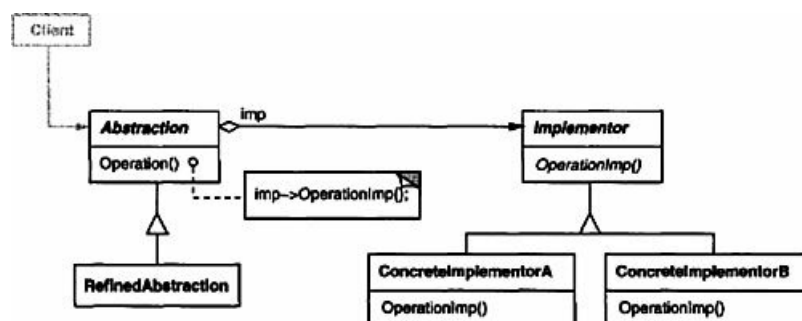 Client
imp
Abstraction
Implementor
Operation()
OperationImp()
imp->OperationImp();
RefinedAbstraction
ConcreteImplementorA
ConcreteImplementorB
OperationImp()
OperationImp()